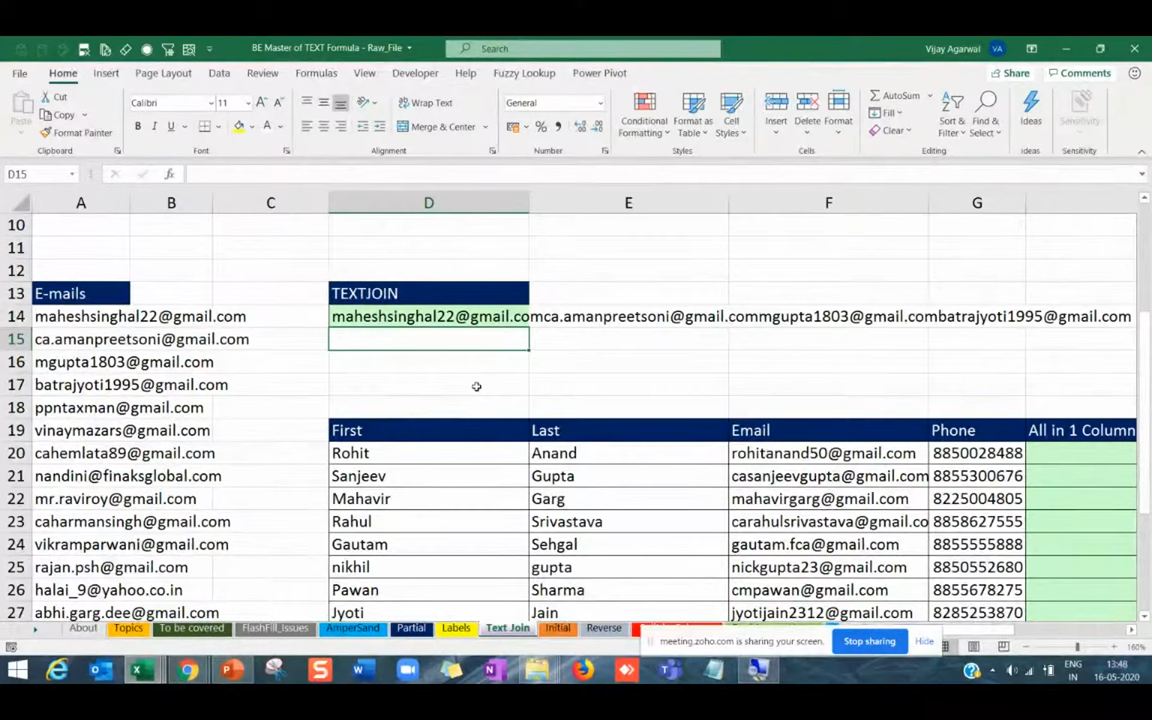 BE Master of TEXT Formula - Raw_File
Search
Vijay Agarwal VA
File Home Insert Page Layout Data Review Formulas View Developer Help Fuzzy Lookup Power Pivot Share Comments
Cut
Copy
Format Painter
Paste
Clipboard
Calibri 11
B I U
Font
Wrap Text
Merge & Center
Alignment
General
Number
Conditional Formatting
Format as Table
Cell Styles
Styles
Insert Delete Format
Cells
AutoSum
Fill
Clear
Sort & Filter
Find & Select
Editing
Ideas
Ideas
Sensitivity
Sensitivity
D15 fx
A B C D E F G
10
11
12
13 E-mails TEXTJOIN
14 maheshsinghal22@gmail.com maheshsinghal22@gmail.comca.amanpreetsoni@gmail.commgupta1803@gmail.combatrajyoti1995@gmail.com
15 ca.amanpreetsoni@gmail.com
16 mgupta1803@gmail.com
17 batrajyoti1995@gmail.com
18 ppntaxman@gmail.com
19 vinaymazars@gmail.com First Last Email Phone All in 1 Column
20 cahemlata89@gmail.com Rohit Anand rohitanand50@gmail.com 8850028488
21 nandini@finaksglobal.com Sanjeev Gupta casanjeevgupta@gmail.com 8855300676
22 mr.raviroy@gmail.com Mahavir Garg mahavirgarg@gmail.com 8225004805
23 caharmansingh@gmail.com Rahul Srivastava carahulsrivastava@gmail.co 8858627555
24 vikramparwani@gmail.com Gautam Sehgal gautam.fca@gmail.com 8855555888
25 rajan.psh@gmail.com nikhil gupta nickgupta23@gmail.com 8850552680
26 halai_9@yahoo.co.in Pawan Sharma cmpawan@gmail.com 8855678275
27 abhi.garg.dee@gmail.com Jyoti Jain jyotijain2312@gmail.com 8285253870
About Topics To be covered FlashFill_Issues AmperSand Partial Labels Text Join Initial Reverse
meeting.zoho.com is sharing your screen. Stop sharing Hide
160%
ENG
IN
13:48
16-05-2020